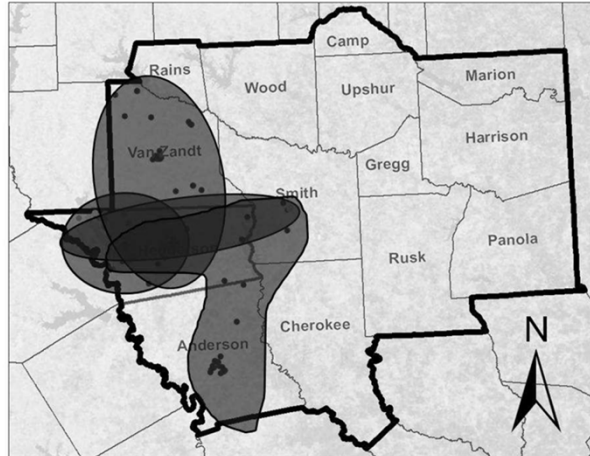 Camp
Rains
Wood
Upshur
Marion
Harrison
Van Zandt
Gregg
Smith
Rusk
Panola
Cherokee
Anderson
N